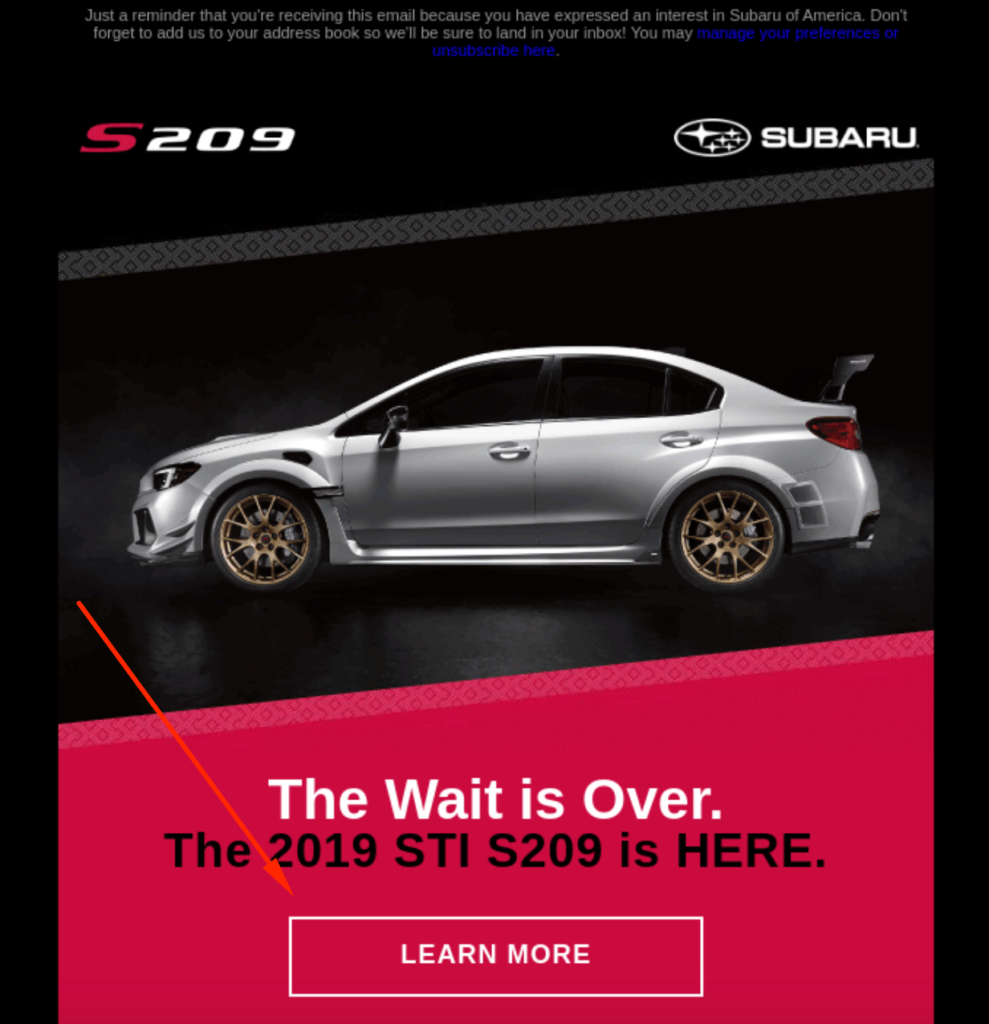 Just a reminder that you're receiving this email because you have expressed an interest in Subaru of America. Don't
forget to add us to your address book so we'll be sure to land in your inbox! You may manage your preferences or
unsubscribe here.
S209
SUBARU
The Wait is Over.
The 2019 STI S209 is HERE.
LEARN MORE